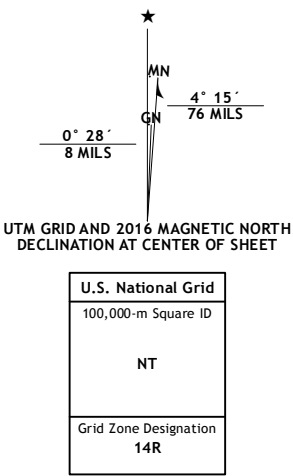 ★
MN
GN
4° 15´
76 MILS
0° 28´
8 MILS
UTM GRID AND 2016 MAGNETIC NORTH
DECLINATION AT CENTER OF SHEET
U.S. National Grid
100,000-m Square ID
NT
Grid Zone Designation
14R